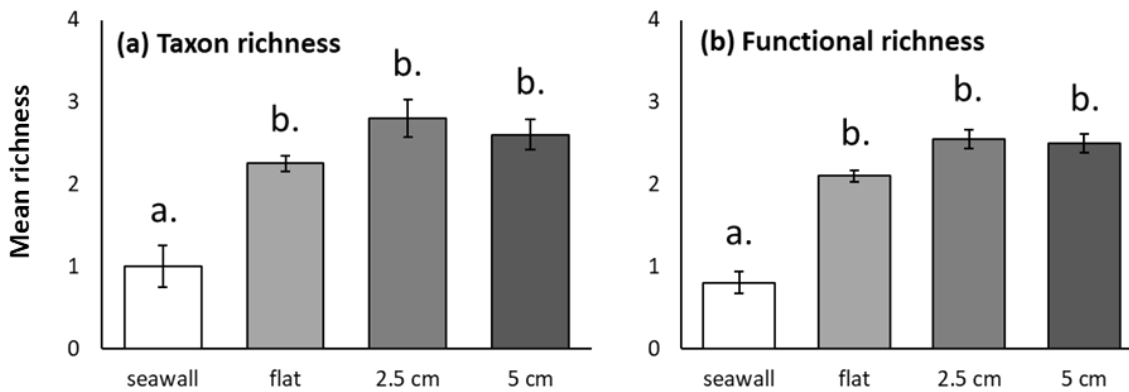 (a) Taxon richness
Mean richness
4
3
2
1
0
a.
b.
b.
b.
seawall flat 2.5 cm 5 cm
(b) Functional richness
4
3
2
1
0
a.
b.
b.
b.
seawall flat 2.5 cm 5 cm